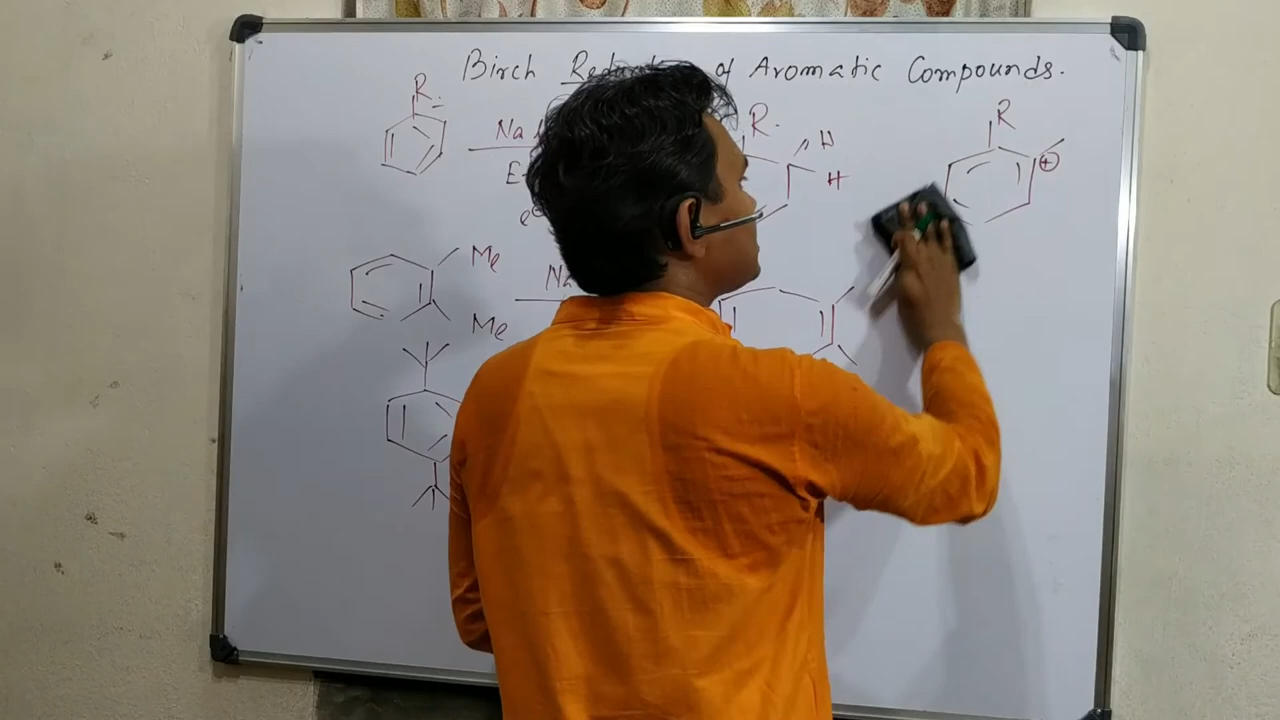 Birch of Aromatic Compounds.
R
R
R
Na
H
H
E
⊕
e⊖
Me
Na
Me